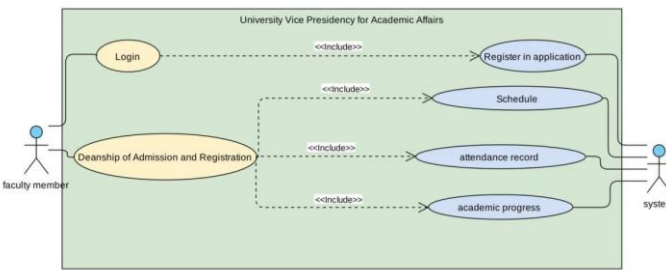 University Vice Presidency for Academic Affairs
Login
<<Include>>
Register in application
<<Include>>
Schedule
Deanship of Admission and Registration
<<Include>>
attendance record
faculty member
<<Include>>
academic progress
syste